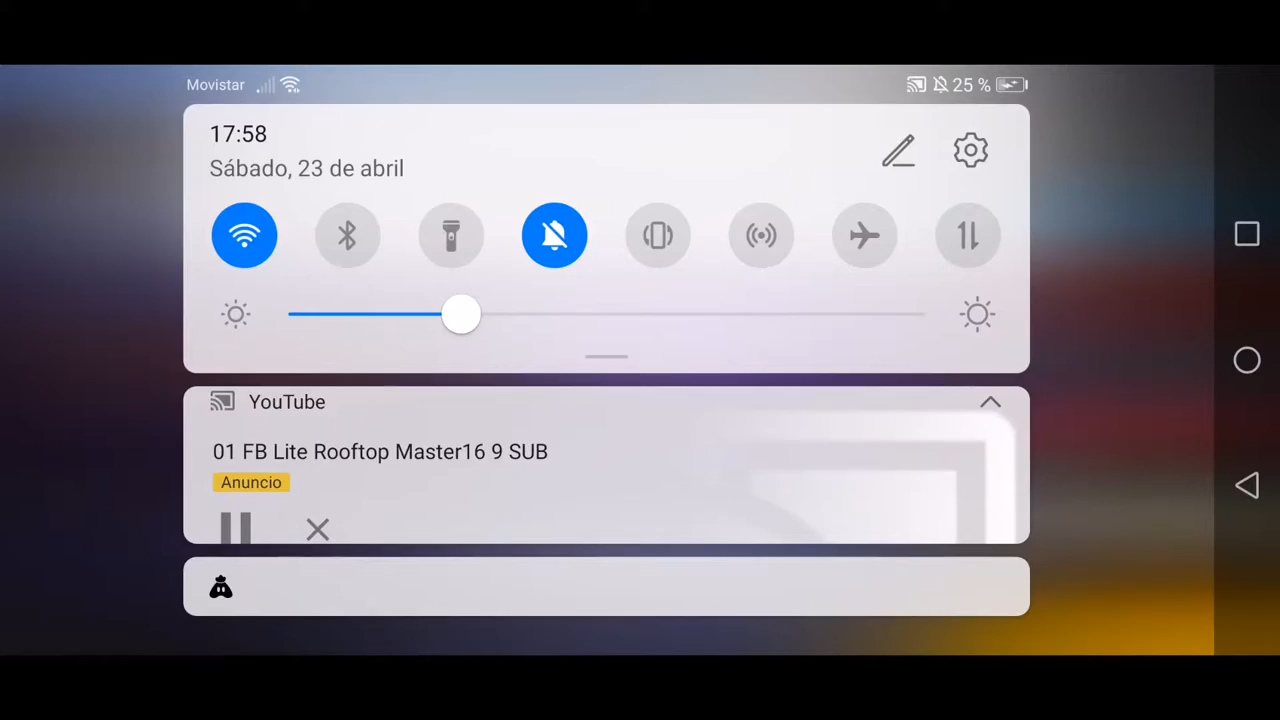 Movistar
25 %
17:58
Sábado, 23 de abril
YouTube
01 FB Lite Rooftop Master16 9 SUB
Anuncio